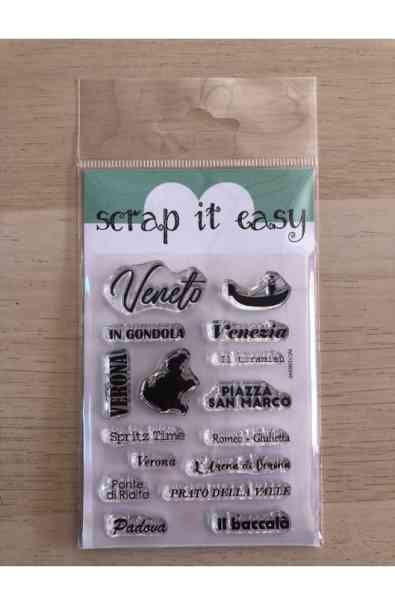 scrap it easy
Veneto
IN GONDOLA
Venezia
Il tiramisù
VERONA
PIAZZA
SAN MARCO
Spritz Time
Romeo + Giulietta
Verona
L'Arena di Verona
Ponte
di Rialto
PRATO DELLA VALLE
Padova
Il baccalà